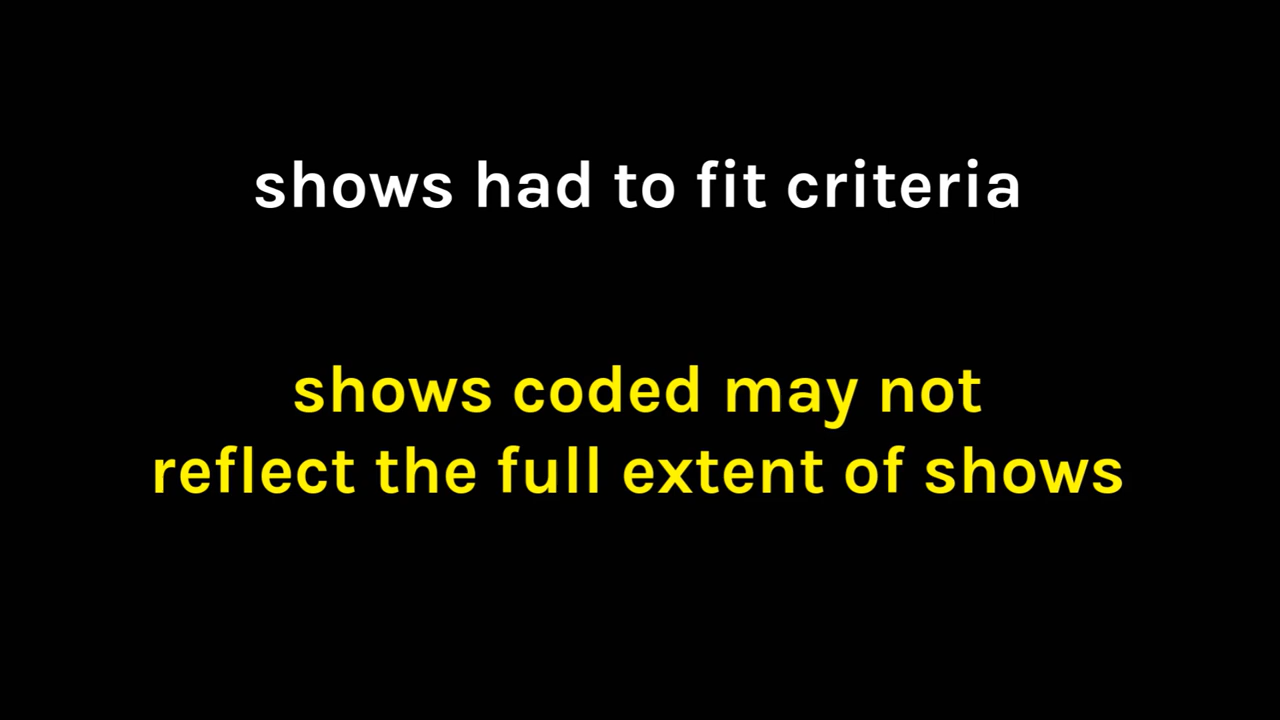 shows had to fit criteria
shows coded may not
reflect the full extent of shows